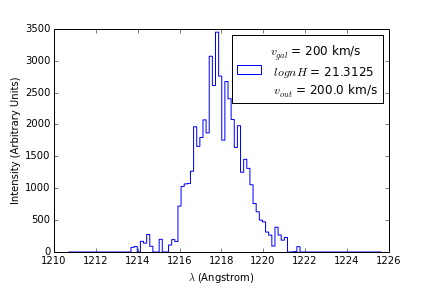 3500
3000
2500
2000
1500
1000
500
0
Intensity (Arbitrary Units)
v_gal = 200 km/s
lognH = 21.3125
v_out = 200.0 km/s
1210 1212 1214 1216 1218 1220 1222 1224 1226
λ (Angstrom)